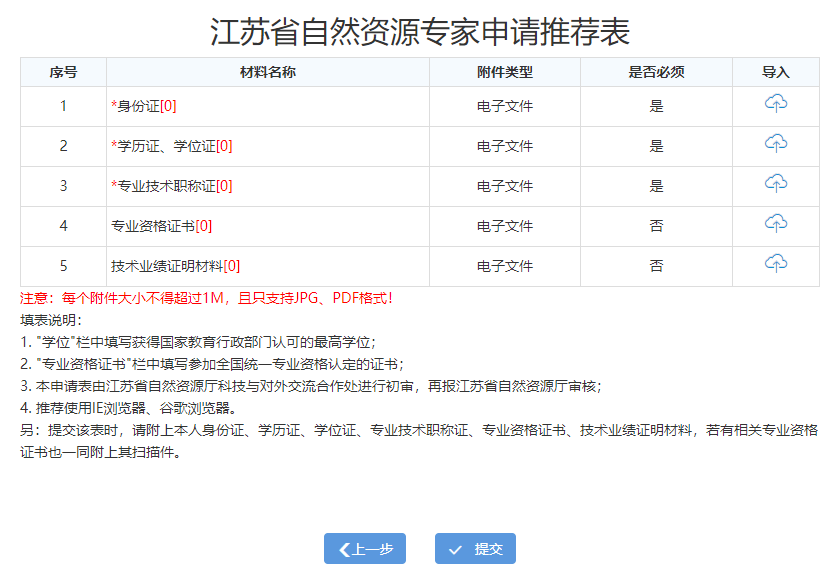 江苏省自然资源专家申请推荐表
序号 材料名称 附件类型 是否必须 导入
1 *身份证[0] 电子文件 是
2 *学历证、学位证[0] 电子文件 是
3 *专业技术职称证[0] 电子文件 是
4 专业资格证书[0] 电子文件 否
5 技术业绩证明材料[0] 电子文件 否
注意：每个附件大小不得超过1M，且只支持JPG、PDF格式！
填表说明：
1. "学位"栏中填写获得国家教育行政部门认可的最高学位；
2. "专业资格证书"栏中填写参加全国统一专业资格认定的证书；
3. 本申请表由江苏省自然资源厅科技与对外交流合作处进行初审，再报江苏省自然资源厅审核；
4. 推荐使用IE浏览器、谷歌浏览器。
另：提交该表时，请附上本人身份证、学历证、学位证、专业技术职称证、专业资格证书、技术业绩证明材料，若有相关专业资格
证书也一同附上其扫描件。
上一步 提交